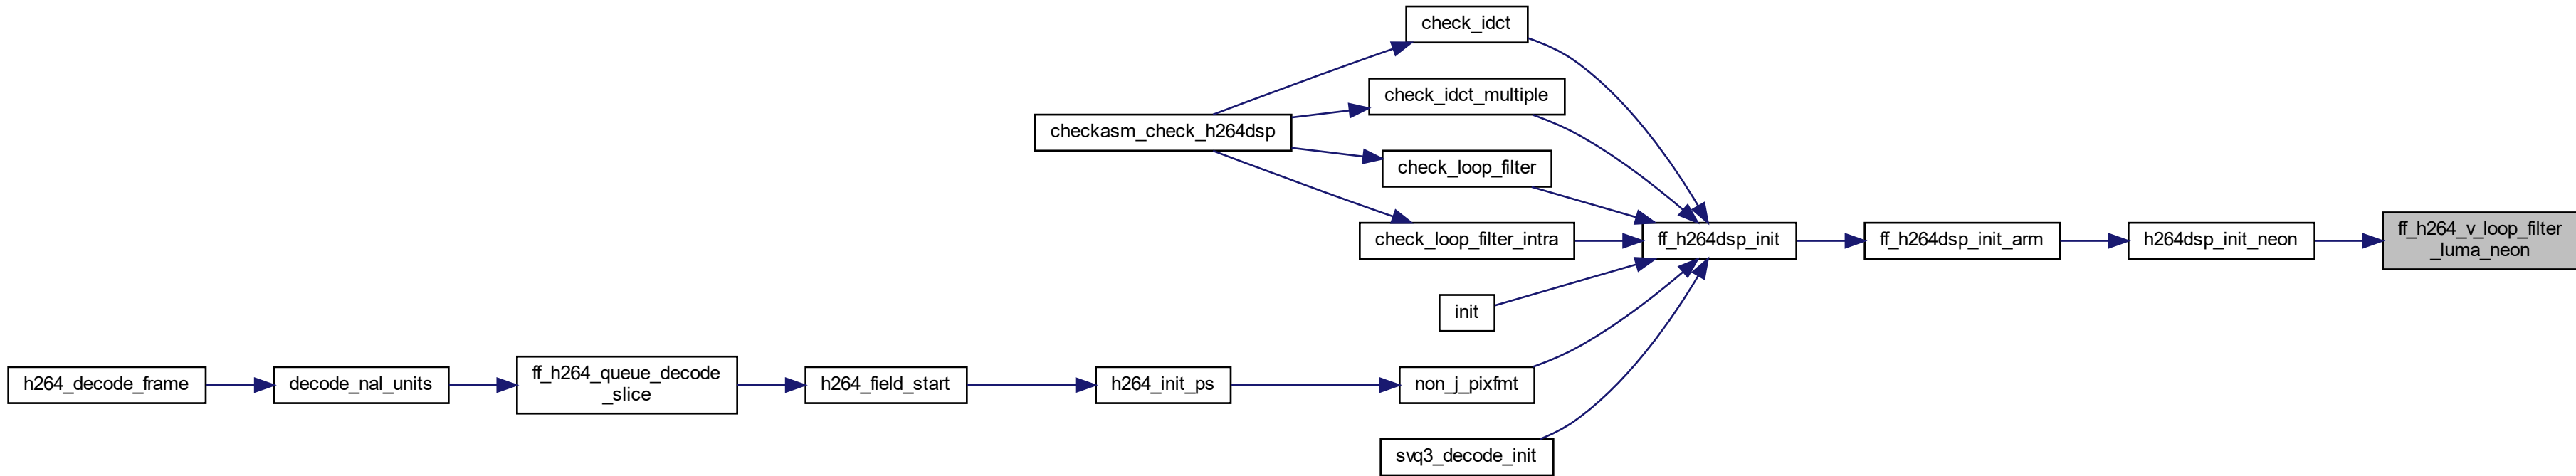 check_idct
check_idct_multiple
checkasm_check_h264dsp
check_loop_filter
check_loop_filter_intra
ff_h264dsp_init
ff_h264dsp_init_arm
h264dsp_init_neon
ff_h264_v_loop_filter
_luma_neon
init
h264_decode_frame
decode_nal_units
ff_h264_queue_decode
_slice
h264_field_start
h264_init_ps
non_j_pixfmt
svq3_decode_init